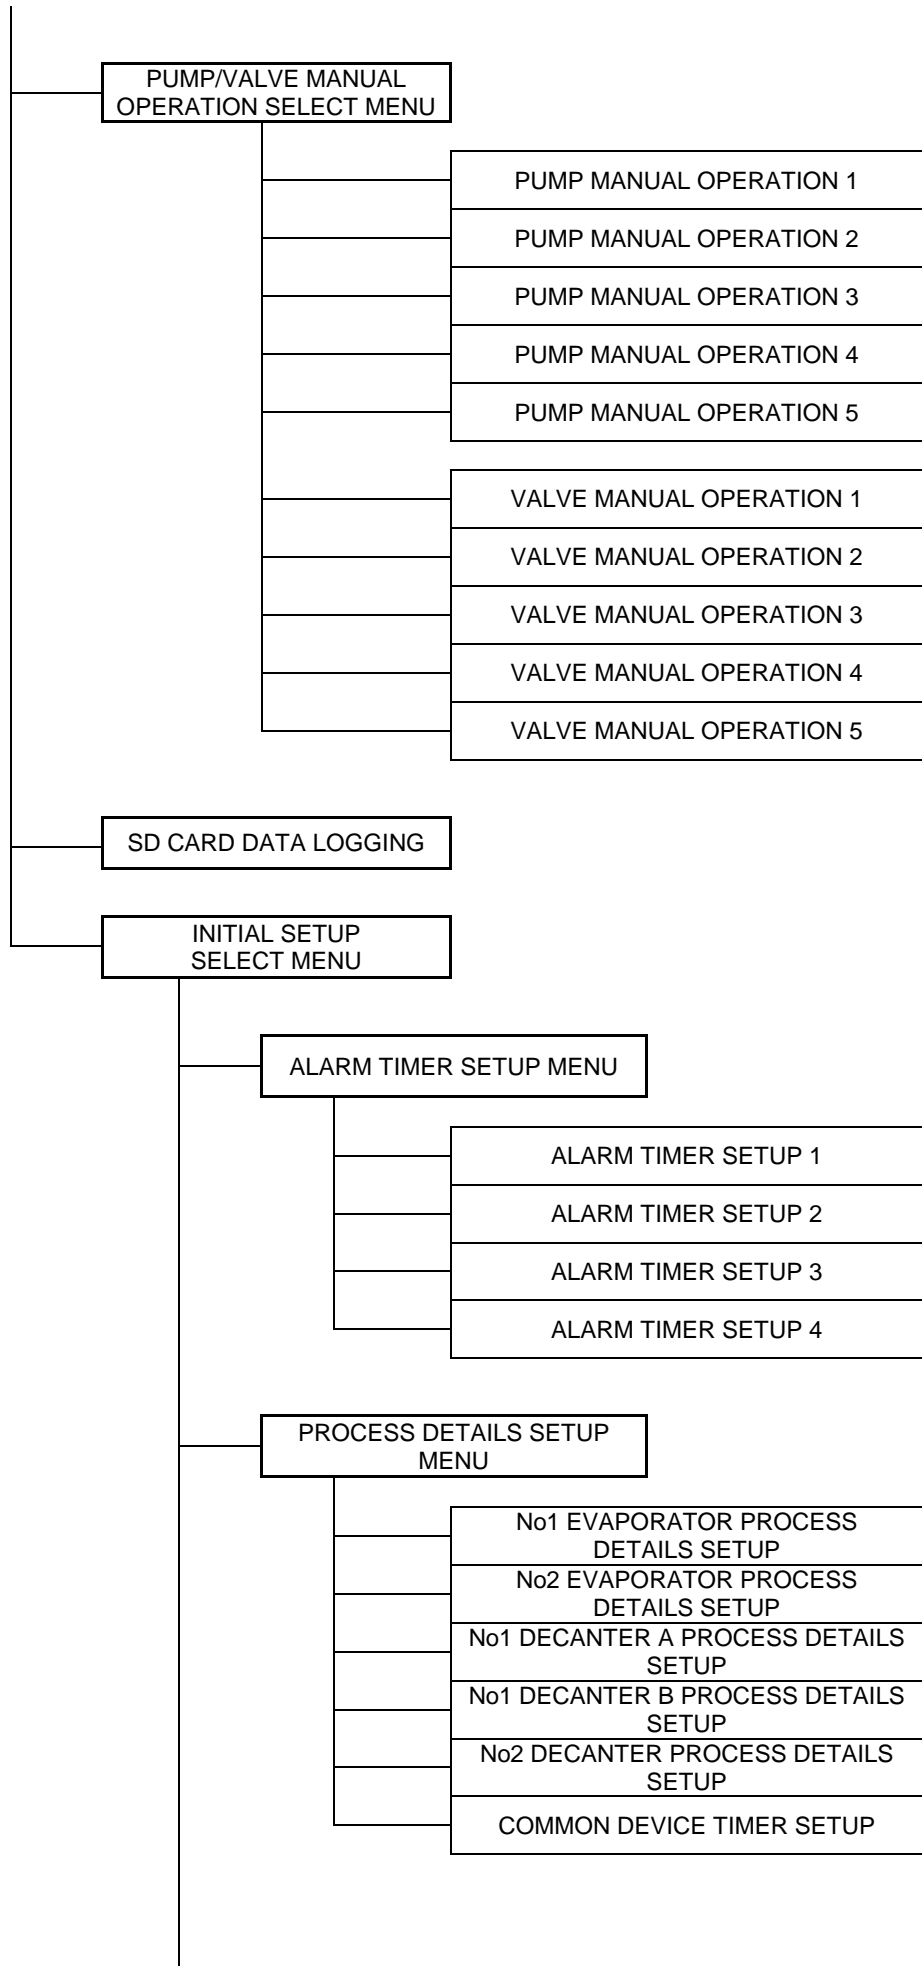 PUMP/VALVE MANUAL
OPERATION SELECT MENU
PUMP MANUAL OPERATION 1
PUMP MANUAL OPERATION 2
PUMP MANUAL OPERATION 3
PUMP MANUAL OPERATION 4
PUMP MANUAL OPERATION 5
VALVE MANUAL OPERATION 1
VALVE MANUAL OPERATION 2
VALVE MANUAL OPERATION 3
VALVE MANUAL OPERATION 4
VALVE MANUAL OPERATION 5
SD CARD DATA LOGGING
INITIAL SETUP
SELECT MENU
ALARM TIMER SETUP MENU
ALARM TIMER SETUP 1
ALARM TIMER SETUP 2
ALARM TIMER SETUP 3
ALARM TIMER SETUP 4
PROCESS DETAILS SETUP
MENU
No1 EVAPORATOR PROCESS
DETAILS SETUP
No2 EVAPORATOR PROCESS
DETAILS SETUP
No1 DECANTER A PROCESS DETAILS
SETUP
No1 DECANTER B PROCESS DETAILS
SETUP
No2 DECANTER PROCESS DETAILS
SETUP
COMMON DEVICE TIMER SETUP